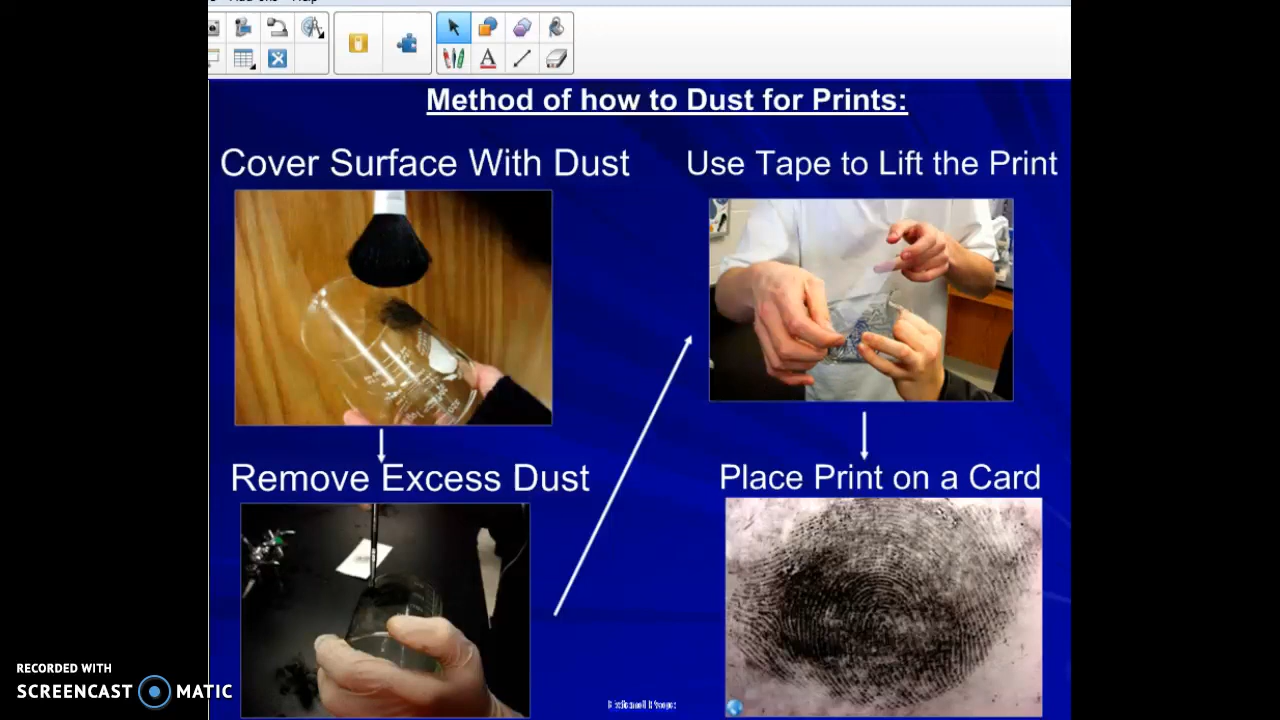 Method of how to Dust for Prints:
Cover Surface With Dust
Use Tape to Lift the Print
Remove Excess Dust
Place Print on a Card
RECORDED WITH
SCREENCAST MATIC